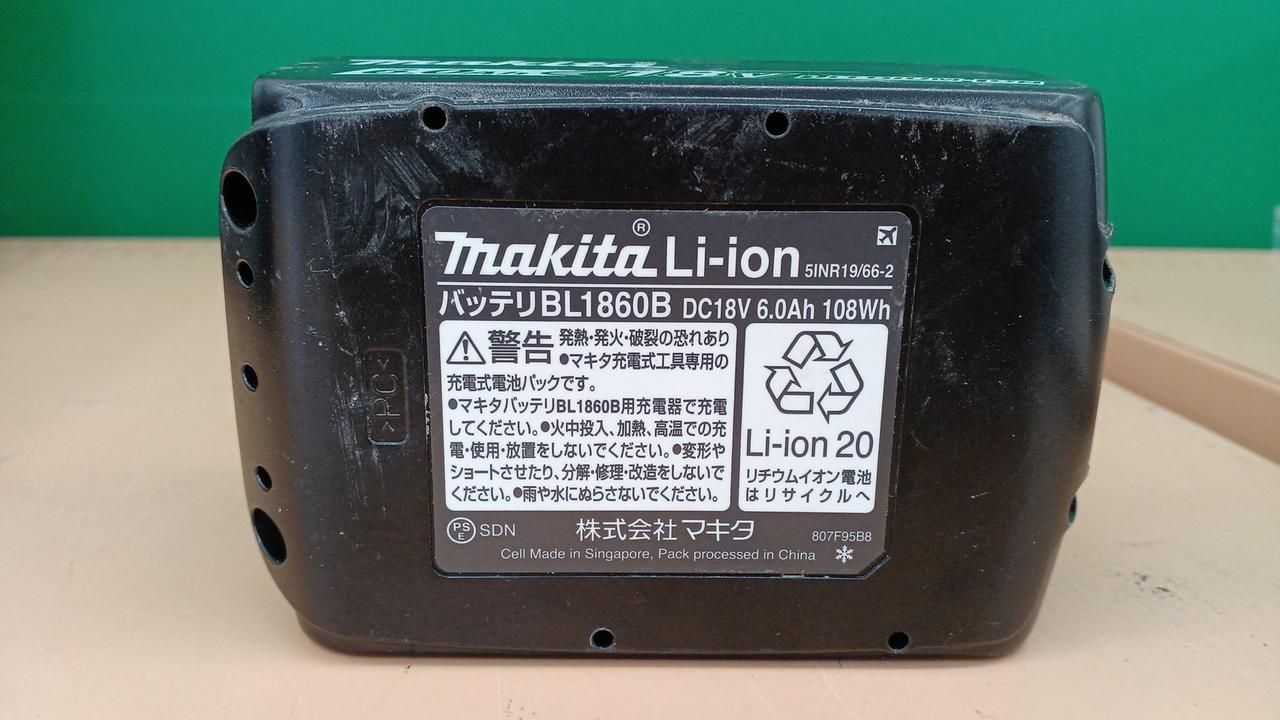 makita
18V
>PC<
makita® Li-ion 5INR19/66-2
バッテリBL1860B DC18V 6.0Ah 108Wh
警告 発熱・発火・破裂の恐れあり
●マキタ充電式工具専用の
充電式電池パックです。
●マキタバッテリBL1860B用充電器で充電
してください。●火中投入、加熱、高温での充
電・使用・放置をしないでください。●変形や
ショートさせたり、分解・修理・改造をしないで
ください。●雨や水にぬらさないでください。
Li-ion 20
リチウムイオン電池
はリサイクルへ
PS
E
SDN 株式会社マキタ 807F95B8
Cell Made in Singapore, Pack processed in China